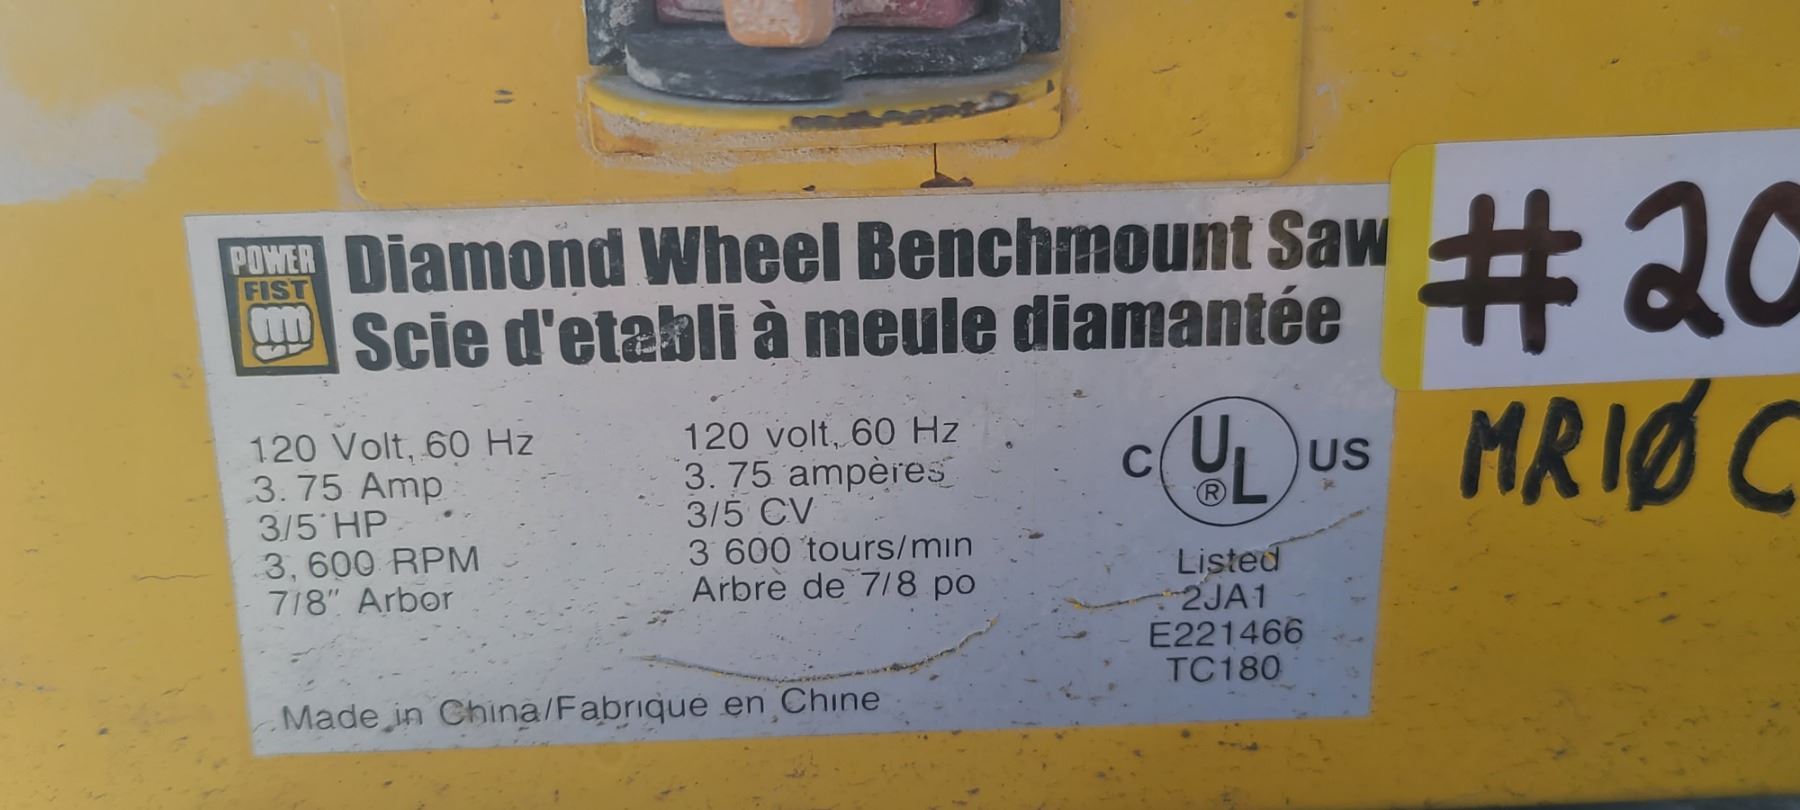 POWER
FIST
Diamond Wheel Benchmount Saw
Scie d'etabli à meule diamantée
120 Volt, 60 Hz
3.75 Amp
3/5 HP
3,600 RPM
7/8" Arbor
120 volt, 60 Hz
3.75 ampères
3/5 CV
3 600 tours/min
Arbre de 7/8 po
C UL US
®
Listed
2JA1
E221466
TC180
Made in China/Fabrique en Chine
#20
MR10 C